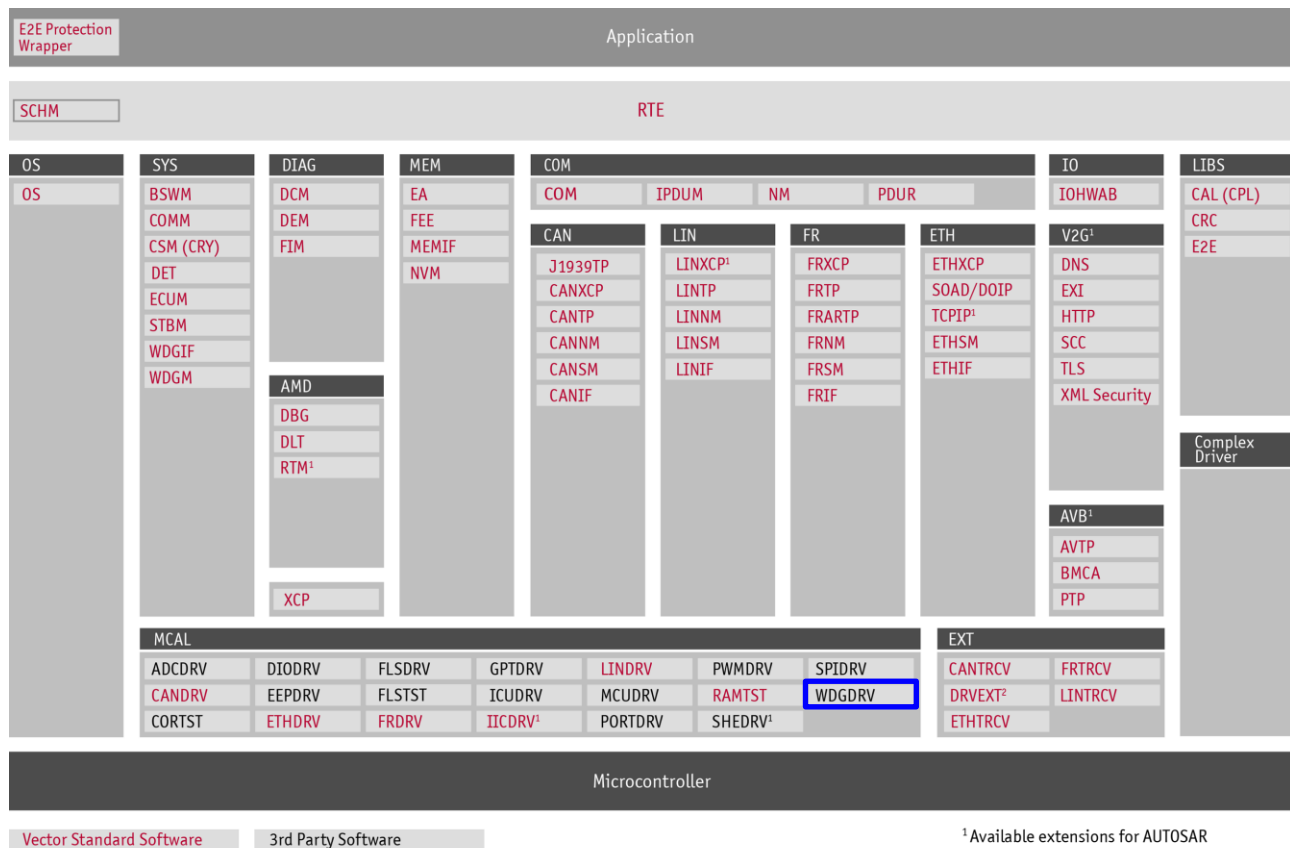 E2E Protection
Wrapper
Application
SCHM
RTE
OS
OS
SYS
BSWM
COMM
CSM (CRY)
DET
ECUM
STBM
WDGIF
WDGM
DIAG
DCM
DEM
FIM
AMD
DBG
DLT
RTM¹
XCP
MEM
EA
FEE
MEMIF
NVM
COM
COM IPDUM NM PDUR
CAN
J1939TP
CANXCP
CANTP
CANNM
CANSM
CANIF
LIN
LINXCP¹
LINTP
LINNM
LINSM
LINIF
FR
FRXCP
FRTP
FRARTP
FRNM
FRSM
FRIF
ETH
ETHXCP
SOAD/DOIP
TCPIP¹
ETHSM
ETHIF
IO
IOHWAB
V2G¹
DNS
EXI
HTTP
SCC
TLS
XML Security
AVB¹
AVTP
BMCA
PTP
LIBS
CAL (CPL)
CRC
E2E
Complex
Driver
MCAL
ADCDRV DIODRV FLSDRV GPTDRV LINDRV PWMDRV SPIDRV
CANDRV EEPDRV FLSTST ICUDRV MCUDRV RAMTST WDGDRV
CORTST ETHDRV FRDRV IICDRV¹ PORTDRV SHEDRV¹
EXT
CANTRCV FRTRCV
DRVEXT² LINTRCV
ETHTRCV
Microcontroller
Vector Standard Software 3rd Party Software
¹ Available extensions for AUTOSAR